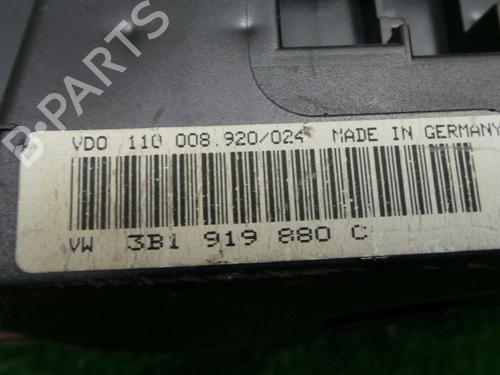 VDO 110 008.920/024 MADE IN GERMANY
VW 3B1 919 880 C
B-PARTS